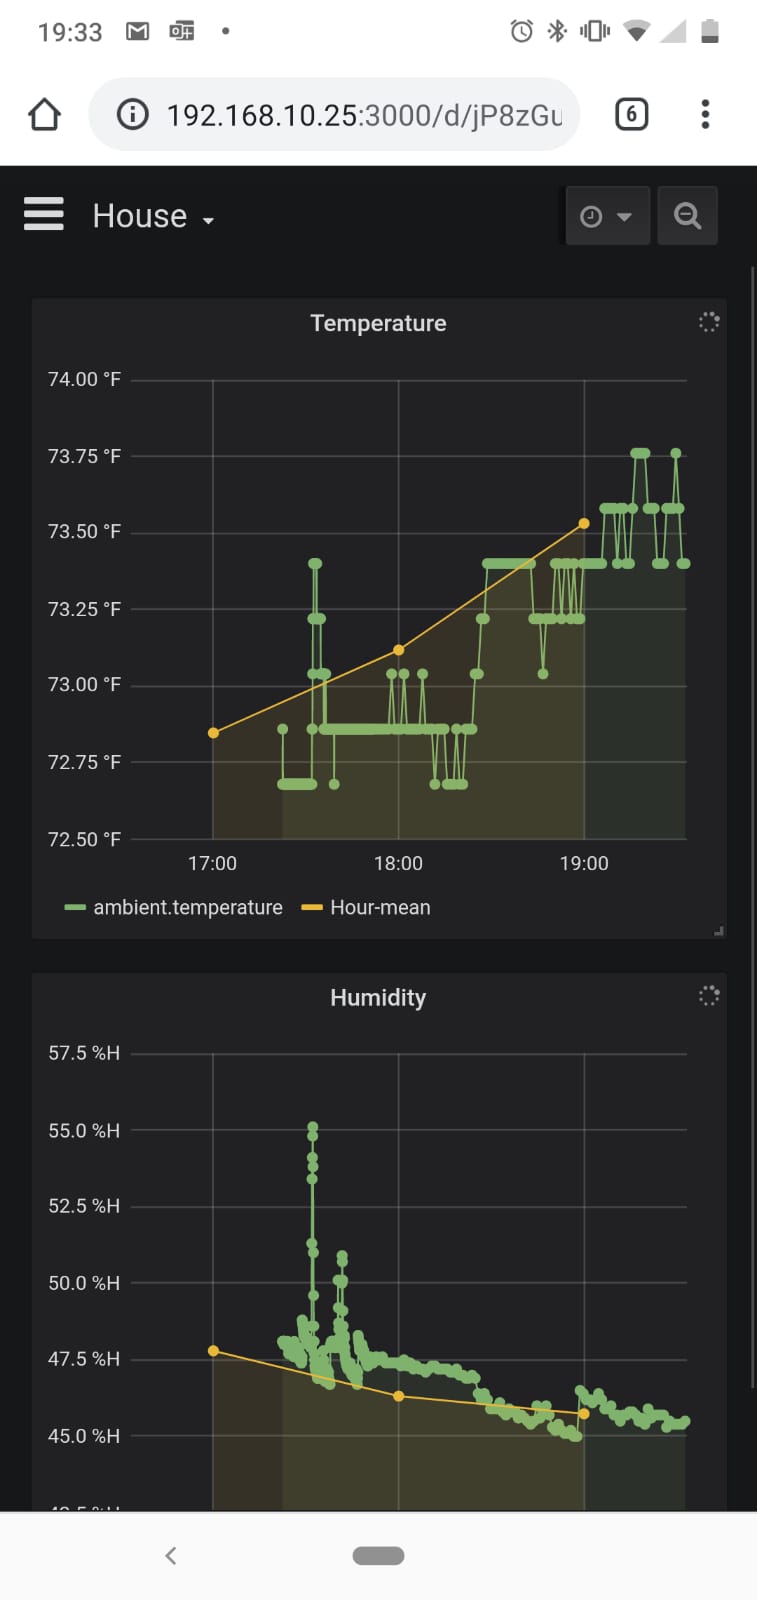 19:33
192.168.10.25:3000/d/jP8zGu
6
House
Temperature
74.00 °F
73.75 °F
73.50 °F
73.25 °F
73.00 °F
72.75 °F
72.50 °F
17:00 18:00 19:00
ambient.temperature Hour-mean
Humidity
57.5 %H
55.0 %H
52.5 %H
50.0 %H
47.5 %H
45.0 %H